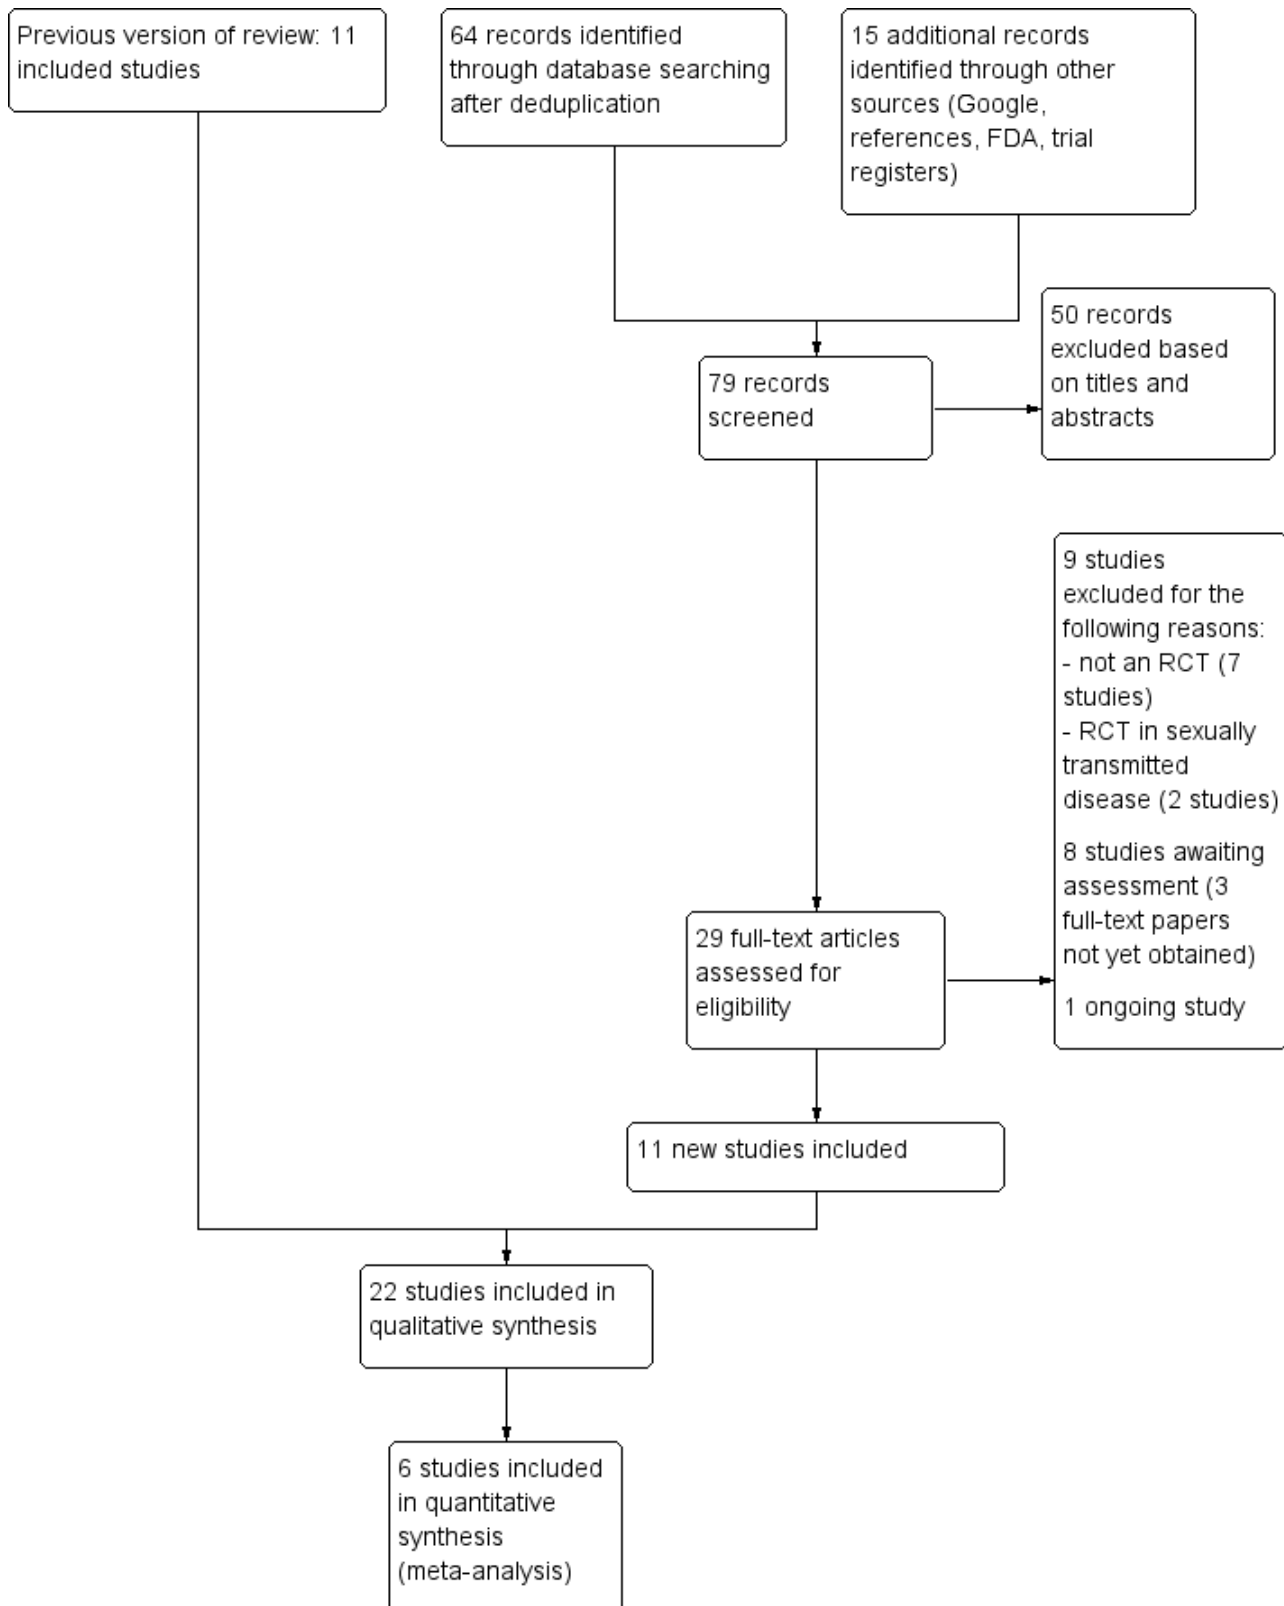 Previous version of review: 11
included studies
64 records identified
through database searching
after deduplication
15 additional records
identified through other
sources (Google,
references, FDA, trial
registers)
50 records
excluded based
on titles and
abstracts
79 records
screened
9 studies
excluded for the
following reasons:
- not an RCT (7
studies)
- RCT in sexually
transmitted
disease (2 studies)
8 studies awaiting
assessment (3
full-text papers
not yet obtained)
1 ongoing study
29 full-text articles
assessed for
eligibility
11 new studies included
22 studies included in
qualitative synthesis
6 studies included
in quantitative
synthesis
(meta-analysis)